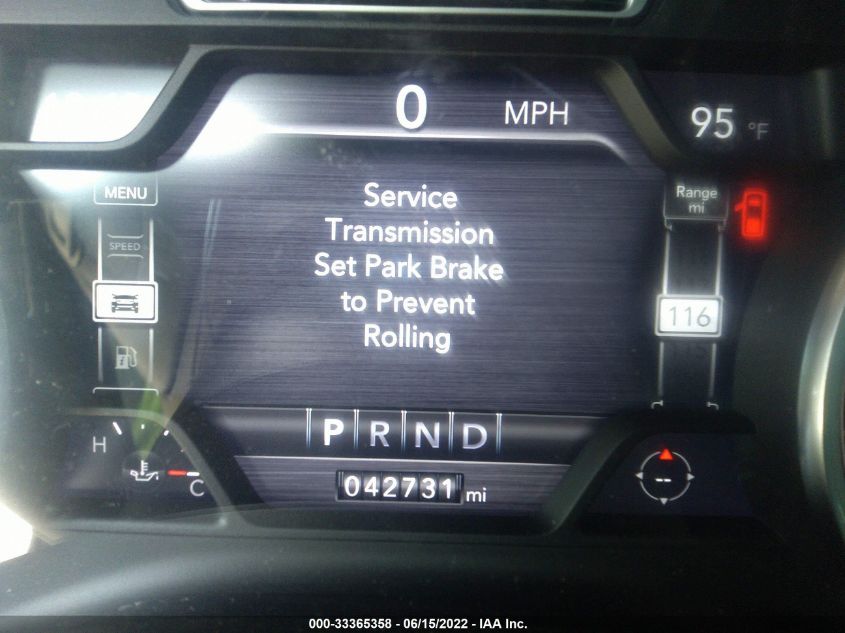 0 MPH
95 °F
MENU
SPEED
Service
Transmission
Set Park Brake
to Prevent
Rolling
Range
mi
116
P R N D
H
C
042731 mi
--
000-33365358 - 06/15/2022 - IAA Inc.